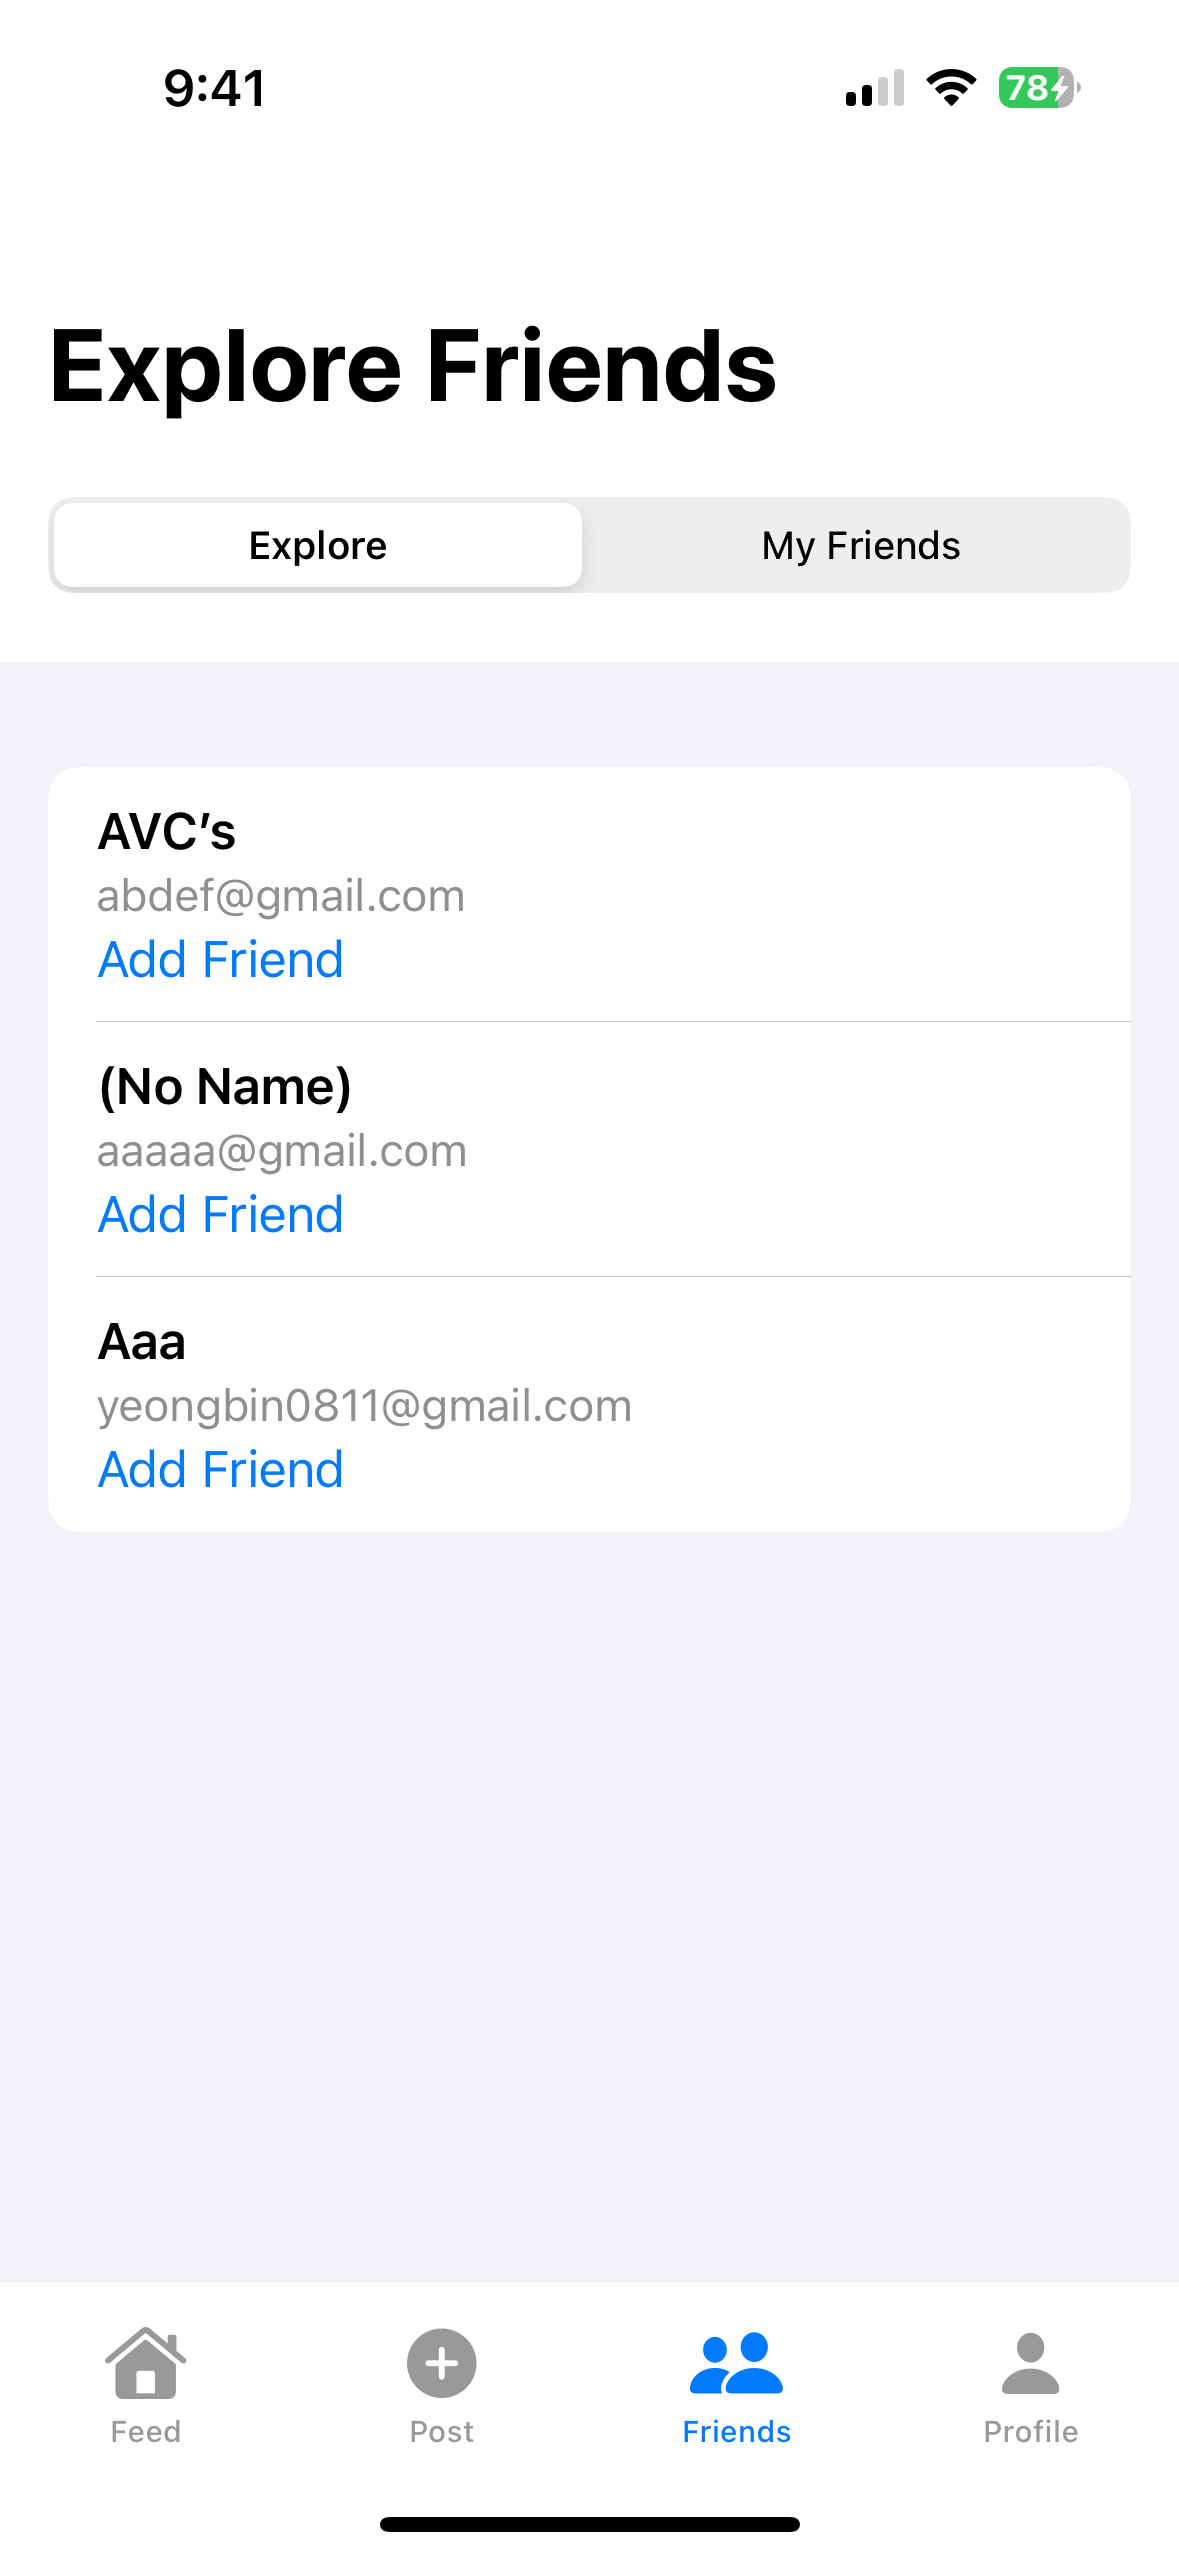 9:41
78
Explore Friends
Explore
My Friends
AVC’s
abdef@gmail.com
Add Friend
(No Name)
aaaaa@gmail.com
Add Friend
Aaa
yeongbin0811@gmail.com
Add Friend
Feed
Post
Friends
Profile